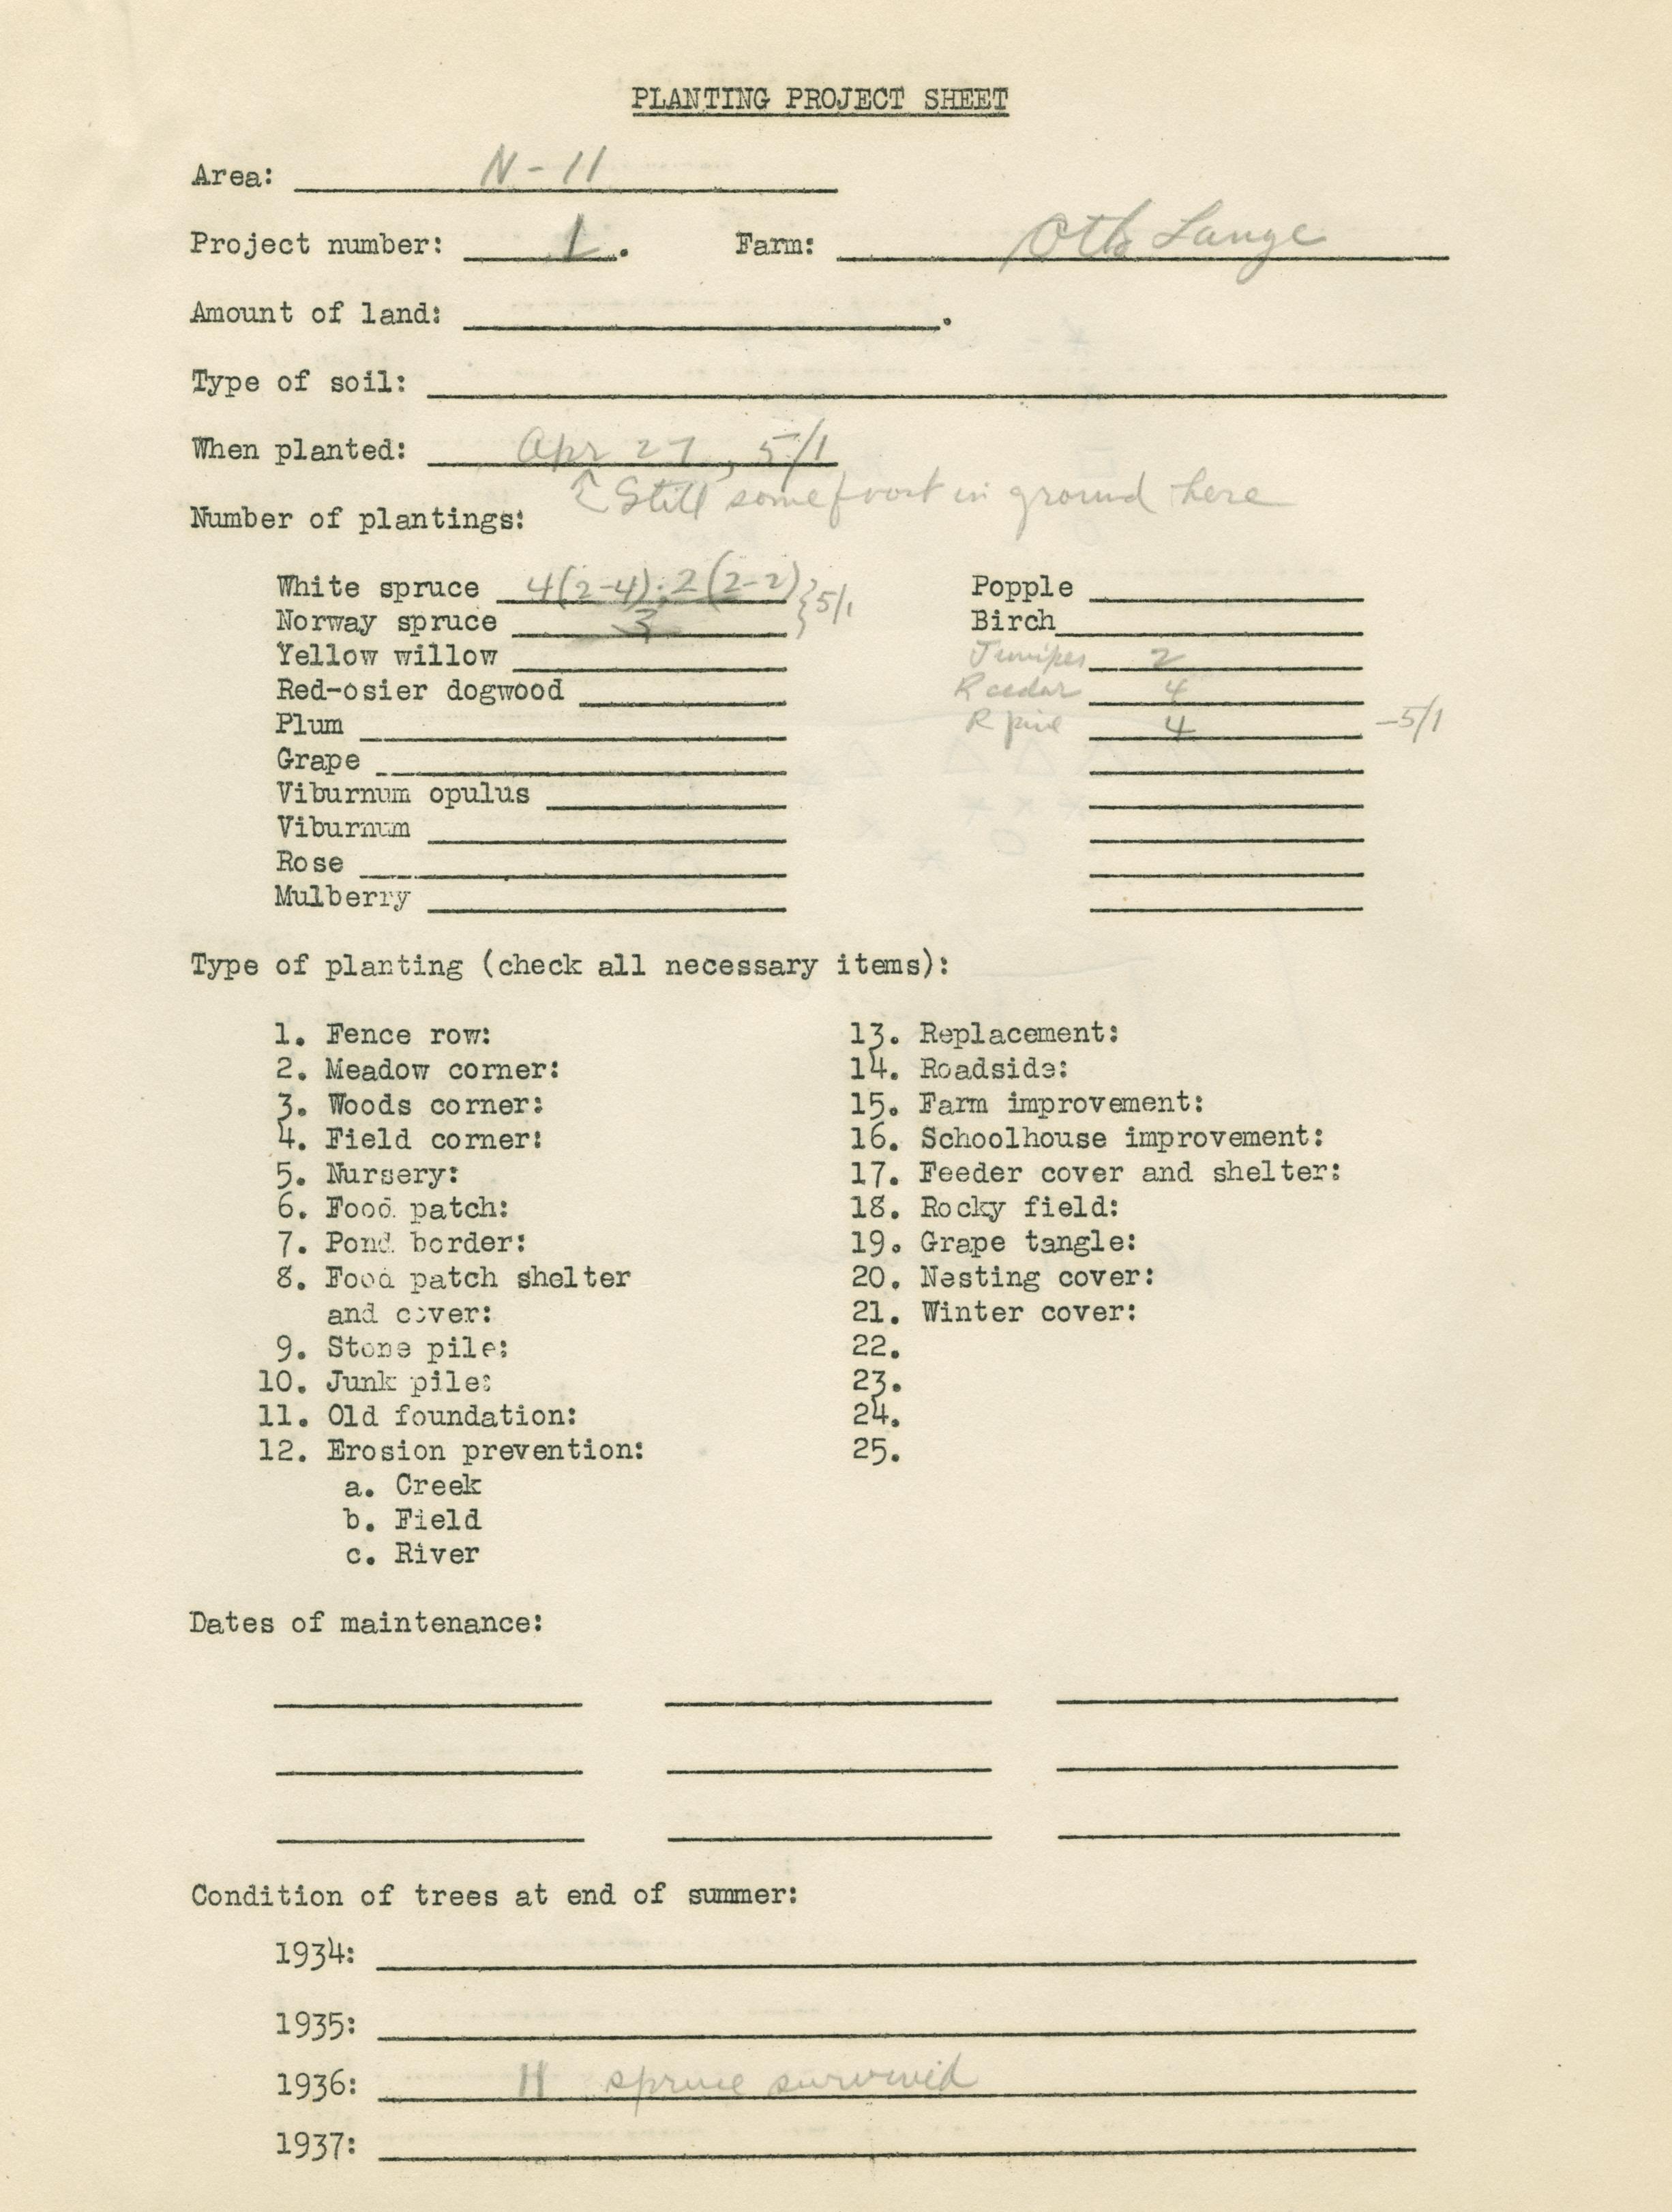 PLANTING PROJECT SHEET
Area: N-11
Project number: 1. Farm: Otto Lange
Amount of land: .
Type of soil:
When planted: Apr 27, 5/1
Still some frost in ground here
Number of plantings:
White spruce 4(2-4); 2(2-2) } 5/1
Norway spruce 3
Yellow willow
Red-osier dogwood
Plum
Grape
Viburnum opulus
Viburnum
Rose
Mulberry
Popple
Birch
Juniper 2
R cedar 4
R pine 4 -5/1
Type of planting (check all necessary items):
1. Fence row:
2. Meadow corner:
3. Woods corner:
4. Field corner:
5. Nursery:
6. Food patch:
7. Pond border:
8. Food patch shelter
and cover:
9. Stone pile:
10. Junk pile:
11. Old foundation:
12. Erosion prevention:
a. Creek
b. Field
c. River
13. Replacement:
14. Roadside:
15. Farm improvement:
16. Schoolhouse improvement:
17. Feeder cover and shelter:
18. Rocky field:
19. Grape tangle:
20. Nesting cover:
21. Winter cover:
22.
23.
24.
25.
Dates of maintenance:
Condition of trees at end of summer:
1934:
1935:
1936: spruce survived
1937: